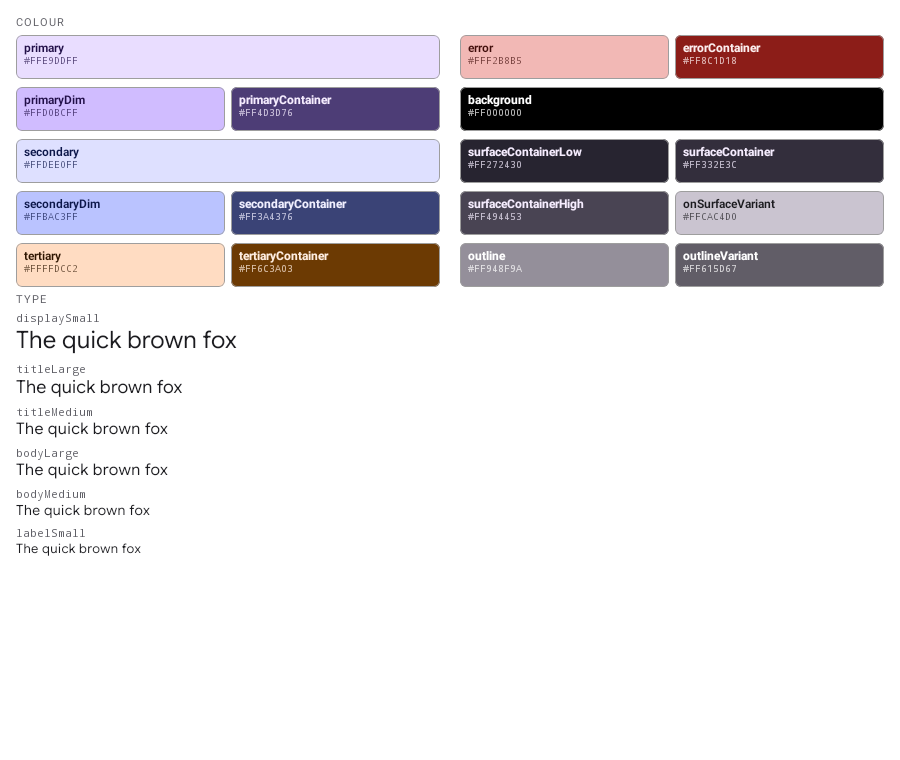 COLOUR
primary
#FFE9DDFF
primaryDim
#FFD0BCFF
primaryContainer
#FF4D3D76
secondary
#FFDEE0FF
secondaryDim
#FFBAC3FF
secondaryContainer
#FF3A4376
tertiary
#FFFFDCC2
tertiaryContainer
#FF6C3A03
error
#FFF2B8B5
errorContainer
#FF8C1D18
background
#FF000000
surfaceContainerLow
#FF272430
surfaceContainer
#FF332E3C
surfaceContainerHigh
#FF494453
onSurfaceVariant
#FFCAC4D0
outline
#FF948F9A
outlineVariant
#FF615D67
TYPE
displaySmall
The quick brown fox
titleLarge
The quick brown fox
titleMedium
The quick brown fox
bodyLarge
The quick brown fox
bodyMedium
The quick brown fox
labelSmall
The quick brown fox